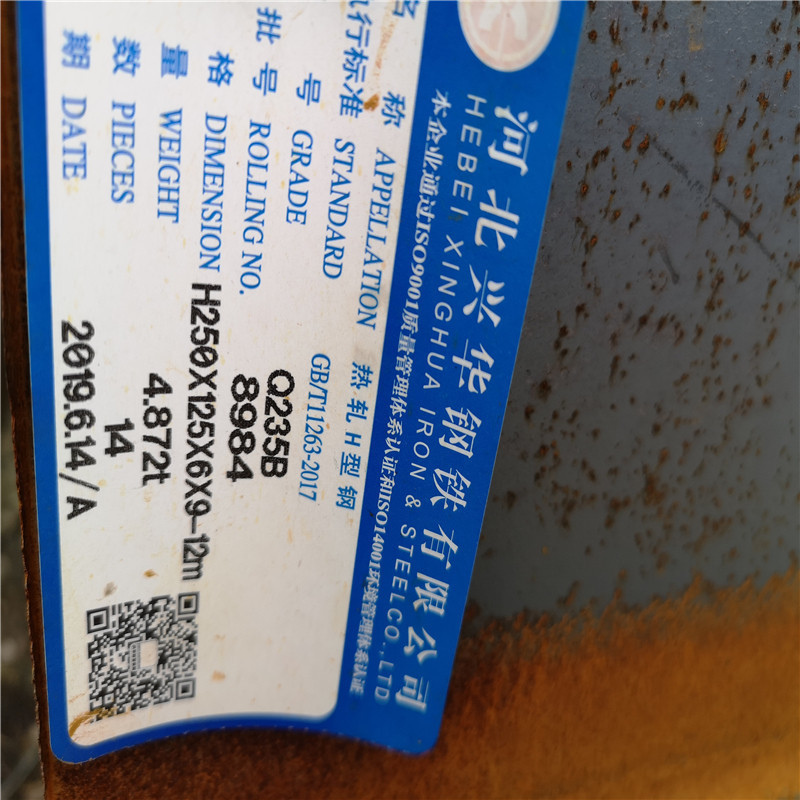 河北兴华钢铁有限公司
HEBEI XINGHUA IRON & STEEL CO.,LTD
本企业通过ISO9001质量管理体系认证和ISO14001环境管理体系认证
名 称 APPELLATION 热轧H型钢
执行标准 STANDARD GB/T11263-2017
号 GRADE Q235B
批 号 ROLLING NO. 8984
格 DIMENSION H250X125X6X9-12m
量 WEIGHT 4.872t
数 PIECES 14
期 DATE 2019.6.14/A